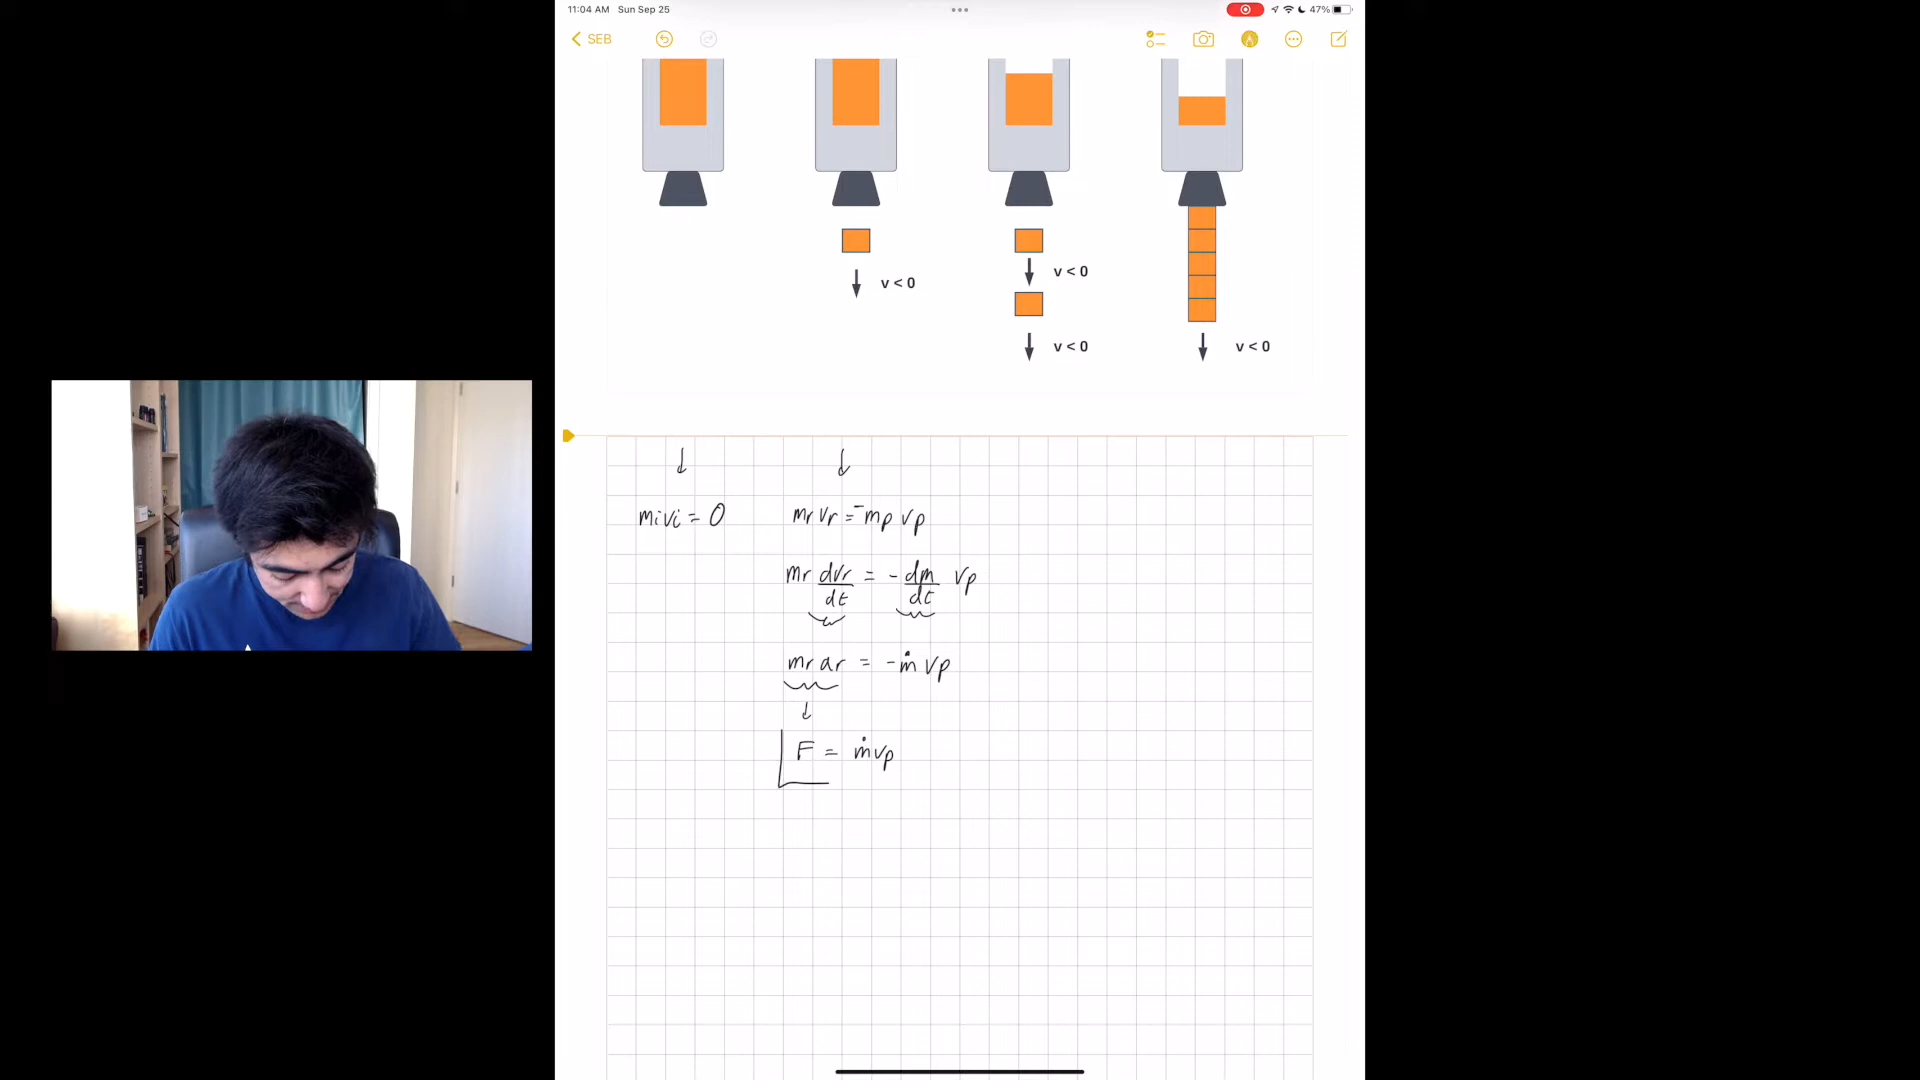 11:04 AM Sun Sep 25
47%
SEB
v < 0
v < 0
v < 0
v < 0
mivi = 0
mrvr = -mp vp
mr dvr/dt = - dm/dt vp
mr ar = -ṁ vp
F = ṁvp